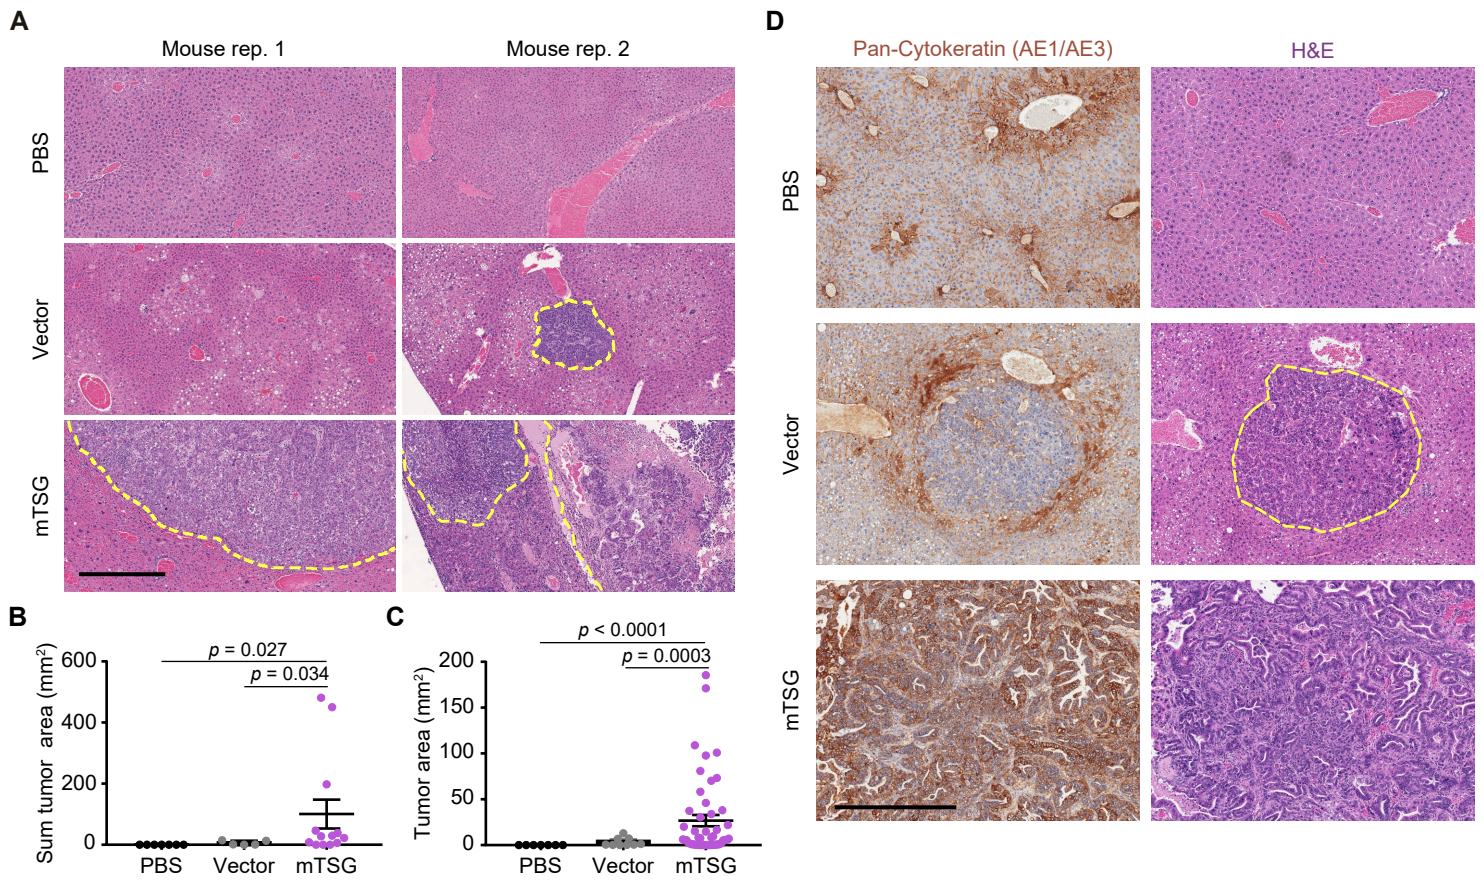 A
Mouse rep. 1
Mouse rep. 2
PBS
Vector
mTSG
B
Sum tumor area (mm²)
600
400
200
0
p = 0.027
p = 0.034
PBS
Vector
mTSG
C
Tumor area (mm²)
200
150
100
50
0
p < 0.0001
p = 0.0003
PBS
Vector
mTSG
D
Pan-Cytokeratin (AE1/AE3)
H&E
PBS
Vector
mTSG